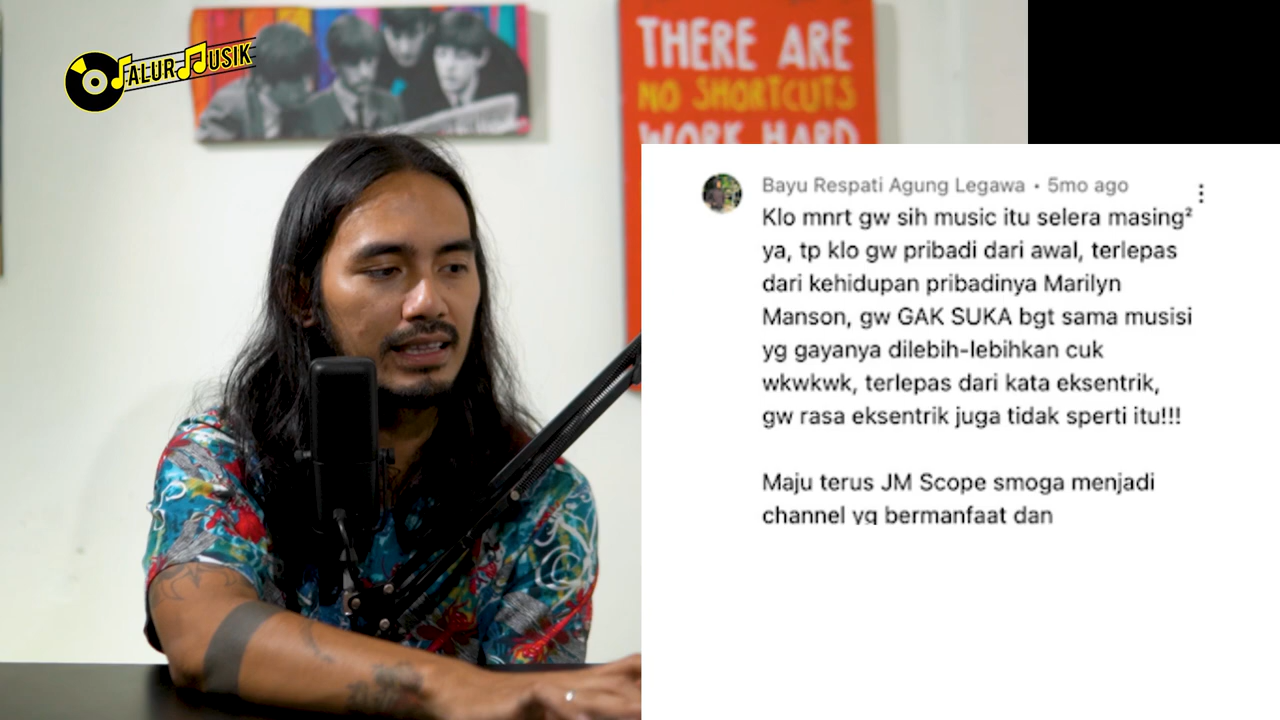 JALUR MUSIK
THERE ARE
NO SHORTCUTS
WORK HARD
Bayu Respati Agung Legawa • 5mo ago
Klo mnrt gw sih music itu selera masing²
ya, tp klo gw pribadi dari awal, terlepas
dari kehidupan pribadinya Marilyn
Manson, gw GAK SUKA bgt sama musisi
yg gayanya dilebih-lebihkan cuk
wkwkwk, terlepas dari kata eksentrik,
gw rasa eksentrik juga tidak sperti itu!!!
Maju terus JM Scope smoga menjadi
channel yg bermanfaat dan